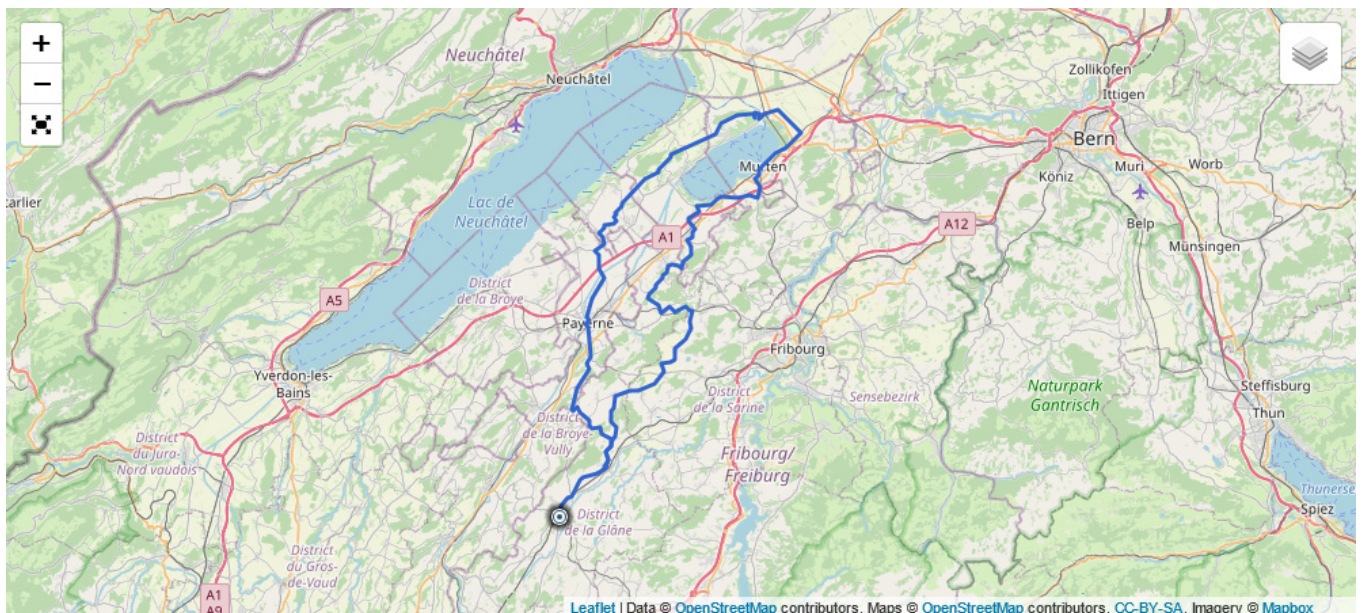 +
−
Neuchâtel
Neuchâtel
Zollikofen
Ittigen
Bern
Muri
Worb
Köniz
Belp
Münsingen
Murten
carlier
Lac de
Neuchâtel
A1
A12
A5
District
de la Broye
Payerne
Fribourg
Yverdon-les-
Bains
District
de la Sarine
Sensebezirk
Naturpark
Gantrisch
Steffisburg
Thun
District
du Jura-
Nord vaudois
District
de la Broye-
Vully
Fribourg/
Freiburg
Thunerse
Spiez
District
de la Glâne
District
du Gros-
de-Vaud
A1
A9
Leaflet | Data © OpenStreetMap contributors, Maps © OpenStreetMap contributors, CC-BY-SA, Imagery © Mapbox